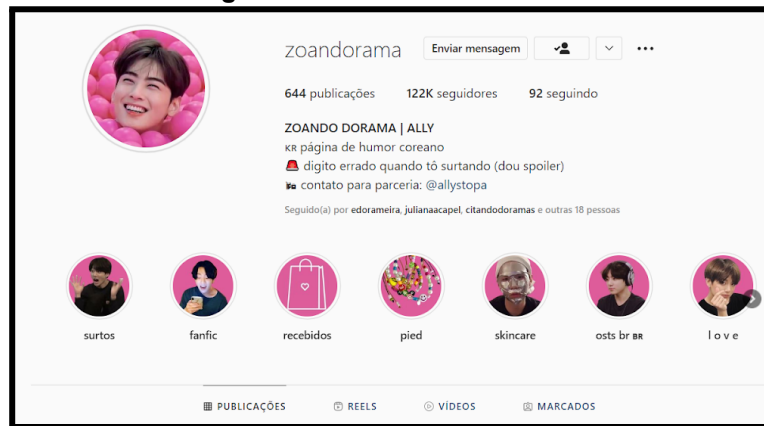 zoandorama Enviar mensagem
644 publicações 122K seguidores 92 seguindo
ZOANDO DORAMA | ALLY
KR página de humor coreano
digito errado quando tô surtando (dou spoiler)
contato para parceria: @allystopa
Seguido(a) por edorameira, julianaacapel, citandodoramas e outras 18 pessoas
surtos fanfic recebidos pied skincare osts br BR l o v e
PUBLICAÇÕES REELS VÍDEOS MARCADOS